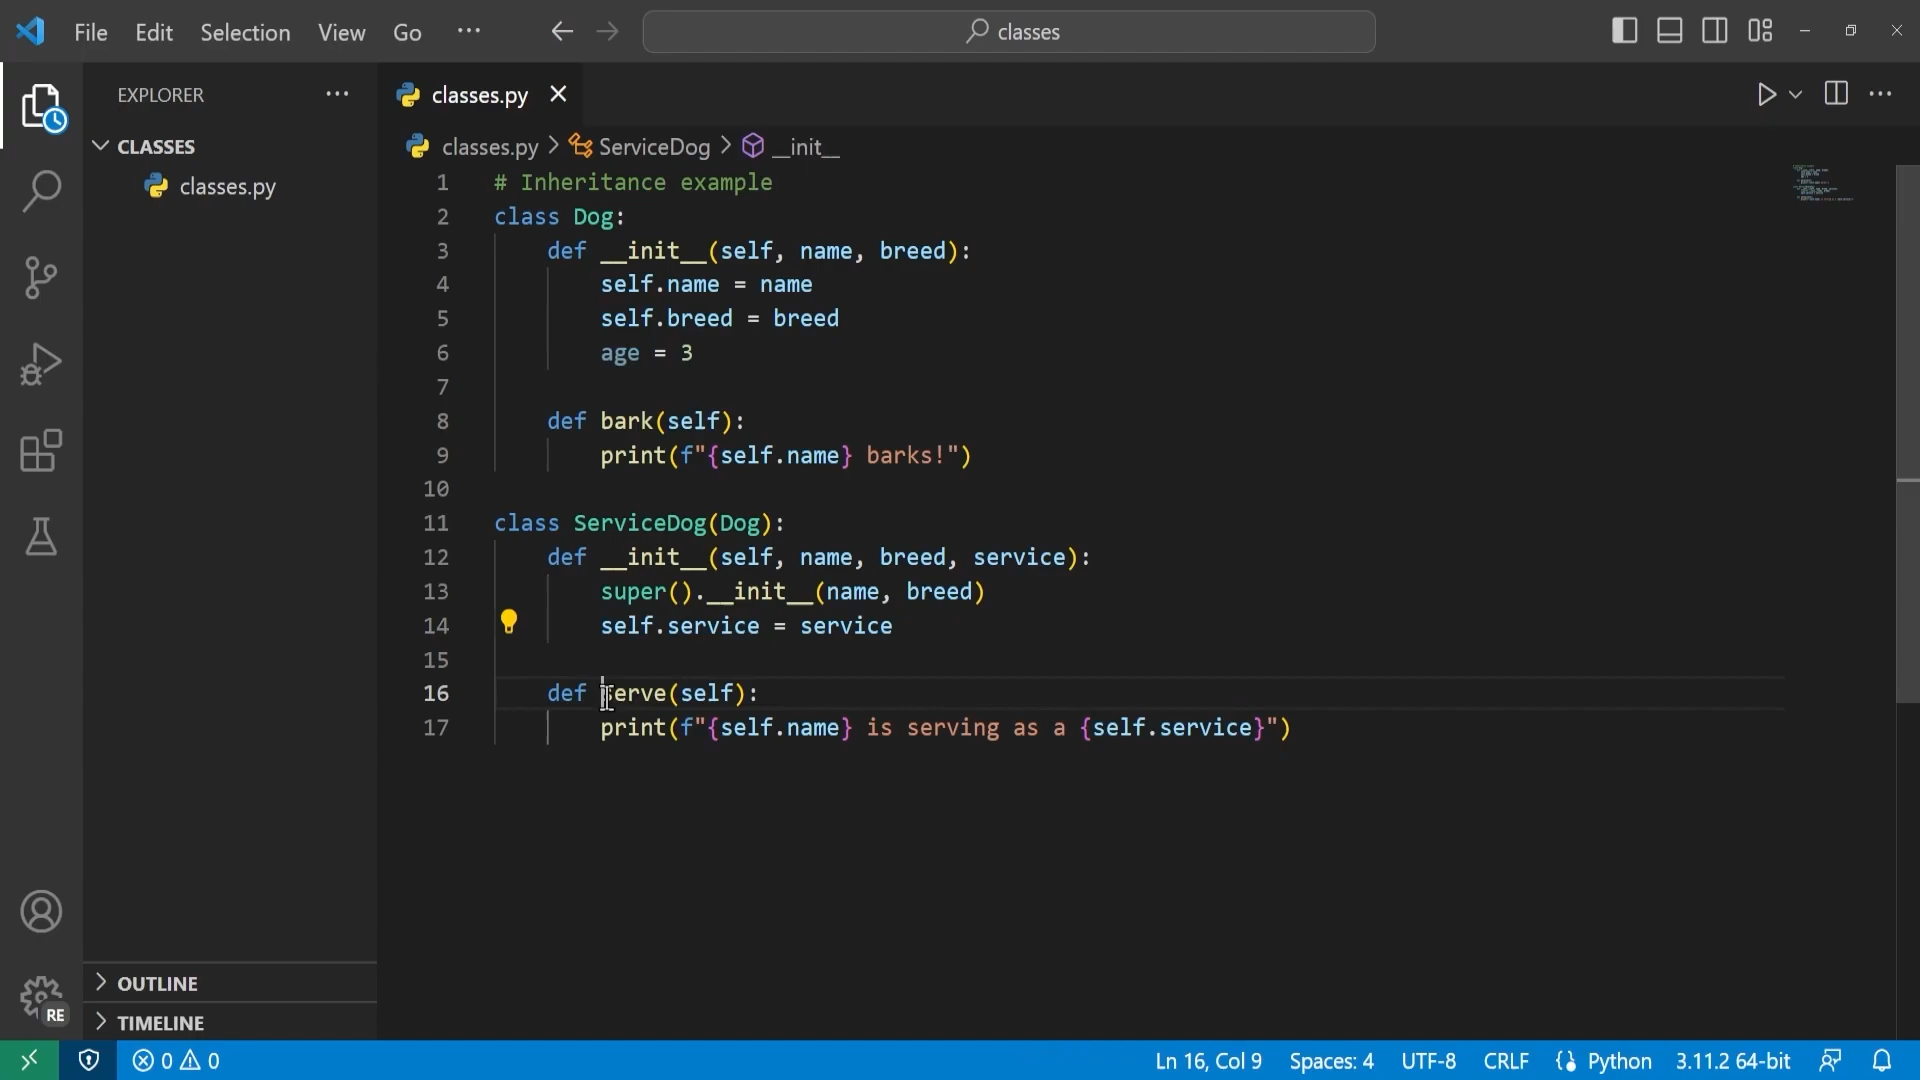 File Edit Selection View Go ··· classes
EXPLORER ···
CLASSES
classes.py
classes.py
classes.py > ServiceDog > __init__
1 # Inheritance example
2 class Dog:
3 def __init__(self, name, breed):
4 self.name = name
5 self.breed = breed
6 age = 3
7
8 def bark(self):
9 print(f"{self.name} barks!")
10
11 class ServiceDog(Dog):
12 def __init__(self, name, breed, service):
13 super().__init__(name, breed)
14 self.service = service
15
16 def serve(self):
17 print(f"{self.name} is serving as a {self.service}")
OUTLINE
RE
TIMELINE
0 0 Ln 16, Col 9 Spaces: 4 UTF-8 CRLF Python 3.11.2 64-bit